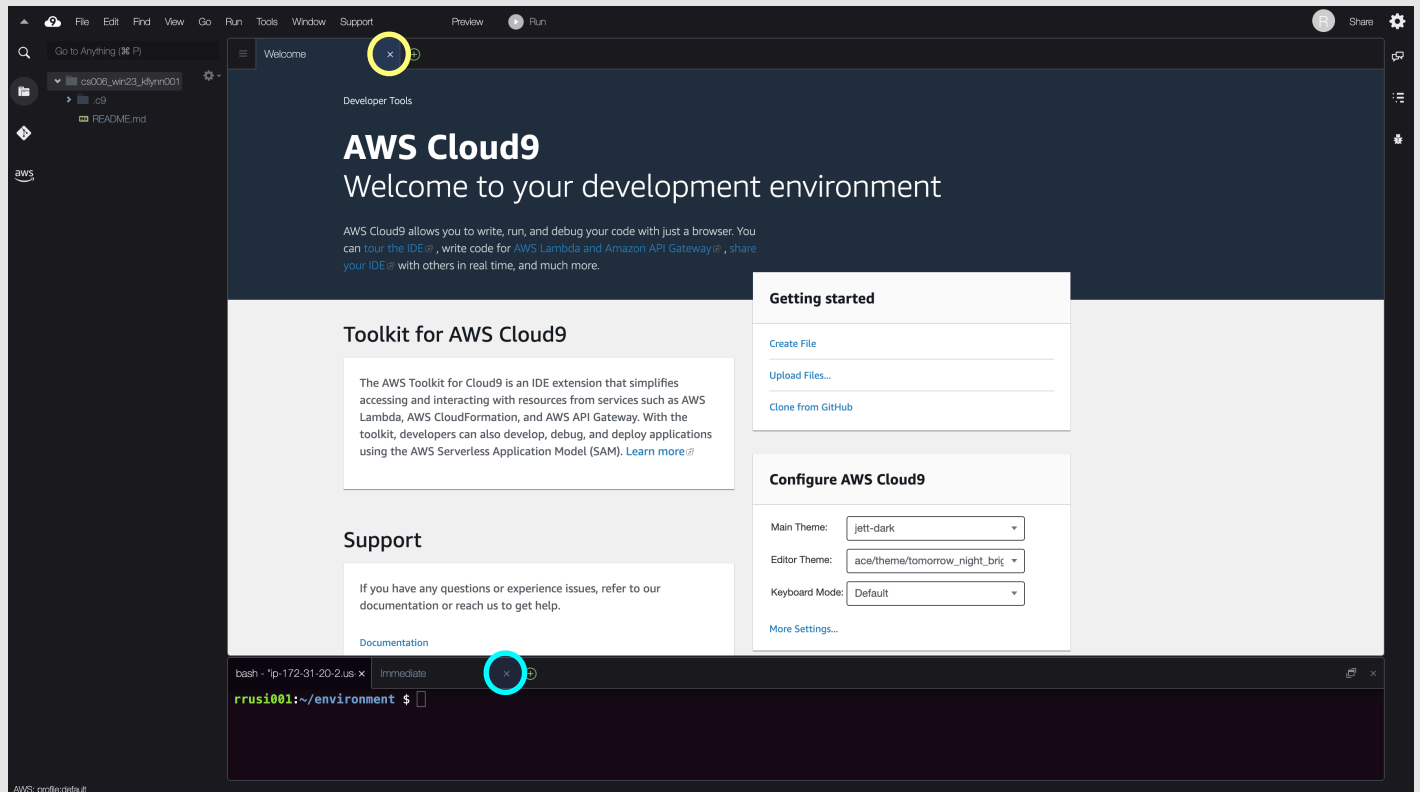 File Edit Find View Go Run Tools Window Support Preview Run R Share
Go to Anything (⌘ P)
Welcome
cs006_win23_kflynn001
.c9
README.md
aws
Developer Tools
AWS Cloud9
Welcome to your development environment
AWS Cloud9 allows you to write, run, and debug your code with just a browser. You
can tour the IDE , write code for AWS Lambda and Amazon API Gateway , share
your IDE with others in real time, and much more.
Getting started
Create File
Upload Files...
Clone from GitHub
Toolkit for AWS Cloud9
The AWS Toolkit for Cloud9 is an IDE extension that simplifies
accessing and interacting with resources from services such as AWS
Lambda, AWS CloudFormation, and AWS API Gateway. With the
toolkit, developers can also develop, debug, and deploy applications
using the AWS Serverless Application Model (SAM). Learn more
Configure AWS Cloud9
Main Theme: jett-dark
Editor Theme: ace/theme/tomorrow_night_brig
Keyboard Mode: Default
More Settings...
Support
If you have any questions or experience issues, refer to our
documentation or reach us to get help.
Documentation
bash - "ip-172-31-20-2.us- Immediate
rrusi001:~/environment $
AWS: profile:default